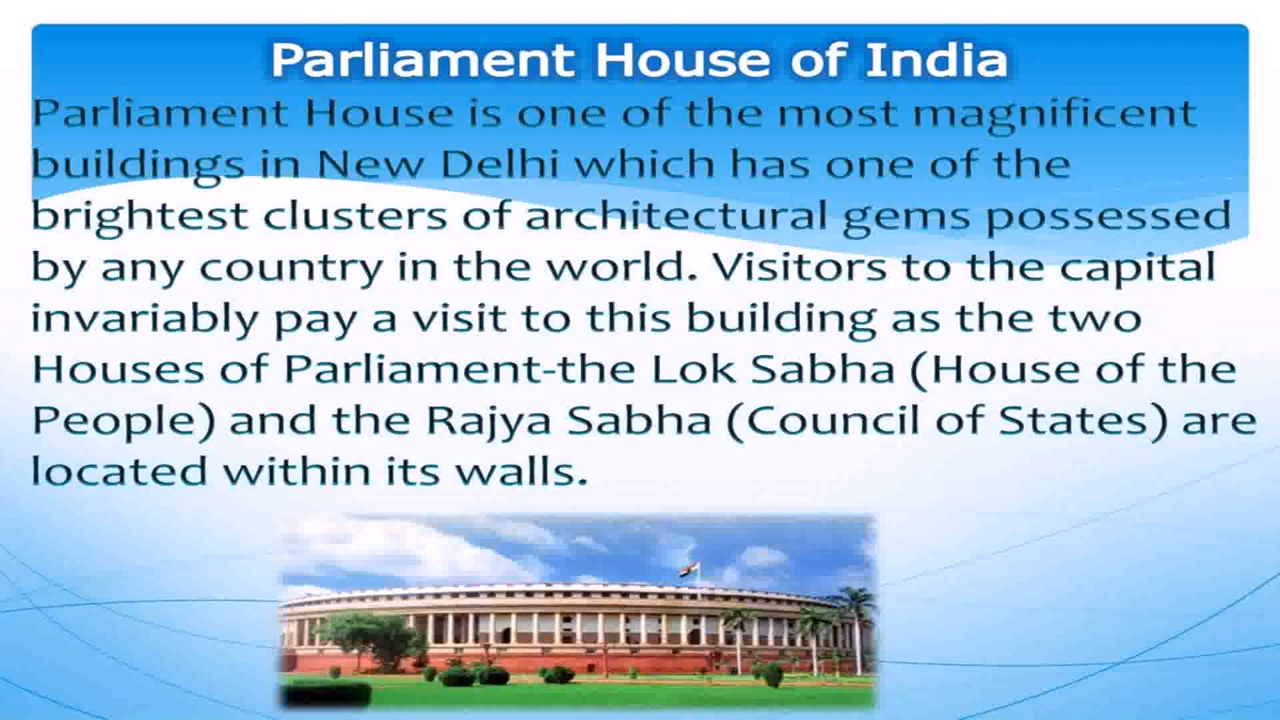 Parliament House of India
Parliament House is one of the most magnificent
buildings in New Delhi which has one of the
brightest clusters of architectural gems possessed
by any country in the world. Visitors to the capital
invariably pay a visit to this building as the two
Houses of Parliament-the Lok Sabha (House of the
People) and the Rajya Sabha (Council of States) are
located within its walls.